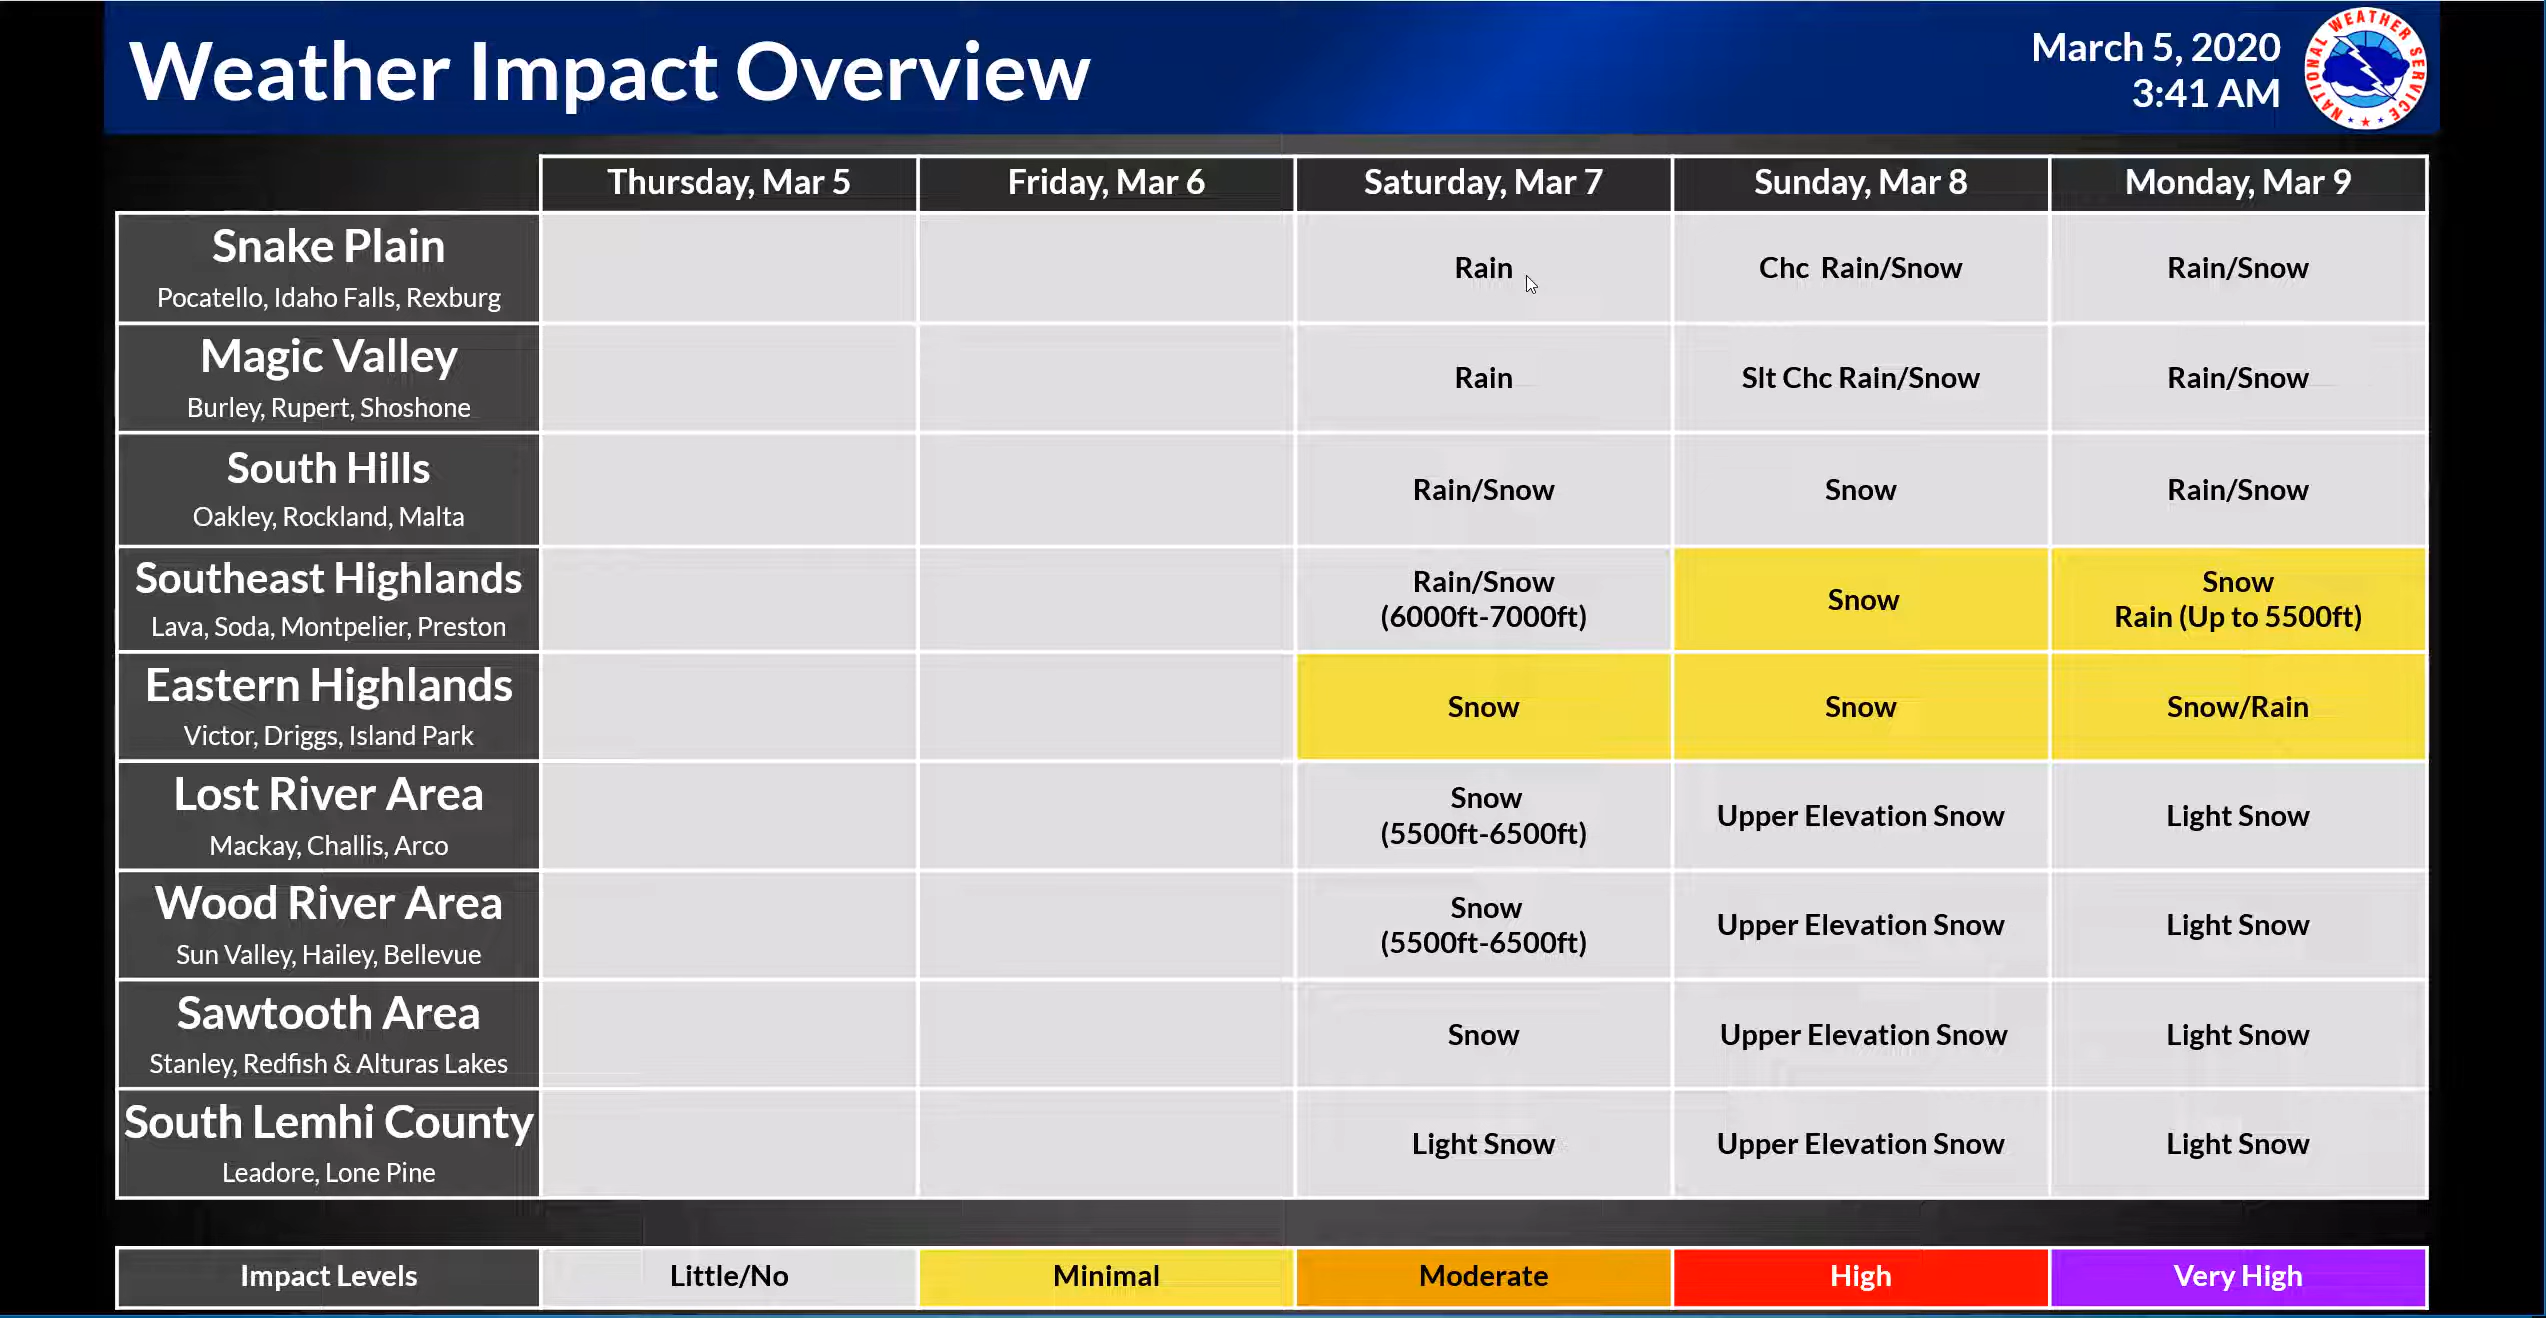 Weather Impact Overview
March 5, 2020
3:41 AM
NATIONAL WEATHER SERVICE
Thursday, Mar 5
Friday, Mar 6
Saturday, Mar 7
Sunday, Mar 8
Monday, Mar 9
Snake Plain
Pocatello, Idaho Falls, Rexburg
Rain
Chc Rain/Snow
Rain/Snow
Magic Valley
Burley, Rupert, Shoshone
Rain
Slt Chc Rain/Snow
Rain/Snow
South Hills
Oakley, Rockland, Malta
Rain/Snow
Snow
Rain/Snow
Southeast Highlands
Lava, Soda, Montpelier, Preston
Rain/Snow
(6000ft-7000ft)
Snow
Snow
Rain (Up to 5500ft)
Eastern Highlands
Victor, Driggs, Island Park
Snow
Snow
Snow/Rain
Lost River Area
Mackay, Challis, Arco
Snow
(5500ft-6500ft)
Upper Elevation Snow
Light Snow
Wood River Area
Sun Valley, Hailey, Bellevue
Snow
(5500ft-6500ft)
Upper Elevation Snow
Light Snow
Sawtooth Area
Stanley, Redfish & Alturas Lakes
Snow
Upper Elevation Snow
Light Snow
South Lemhi County
Leadore, Lone Pine
Light Snow
Upper Elevation Snow
Light Snow
Impact Levels
Little/No
Minimal
Moderate
High
Very High